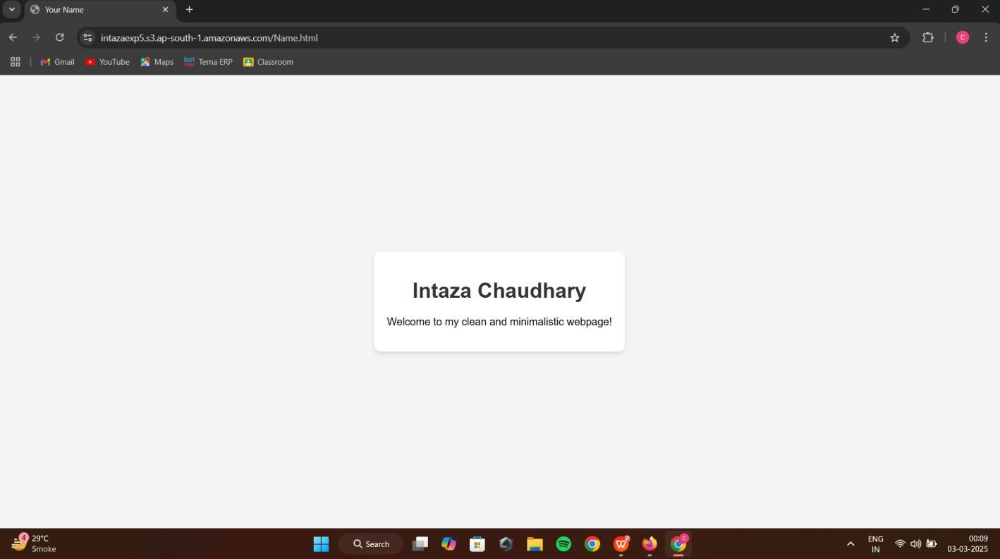 Your Name
intazaexp5.s3.ap-south-1.amazonaws.com/Name.html
C
Gmail
YouTube
Maps
Terna ERP
Classroom
Intaza Chaudhary
Welcome to my clean and minimalistic webpage!
4
29°C
Smoke
Search
C
ENG
IN
00:09
03-03-2025